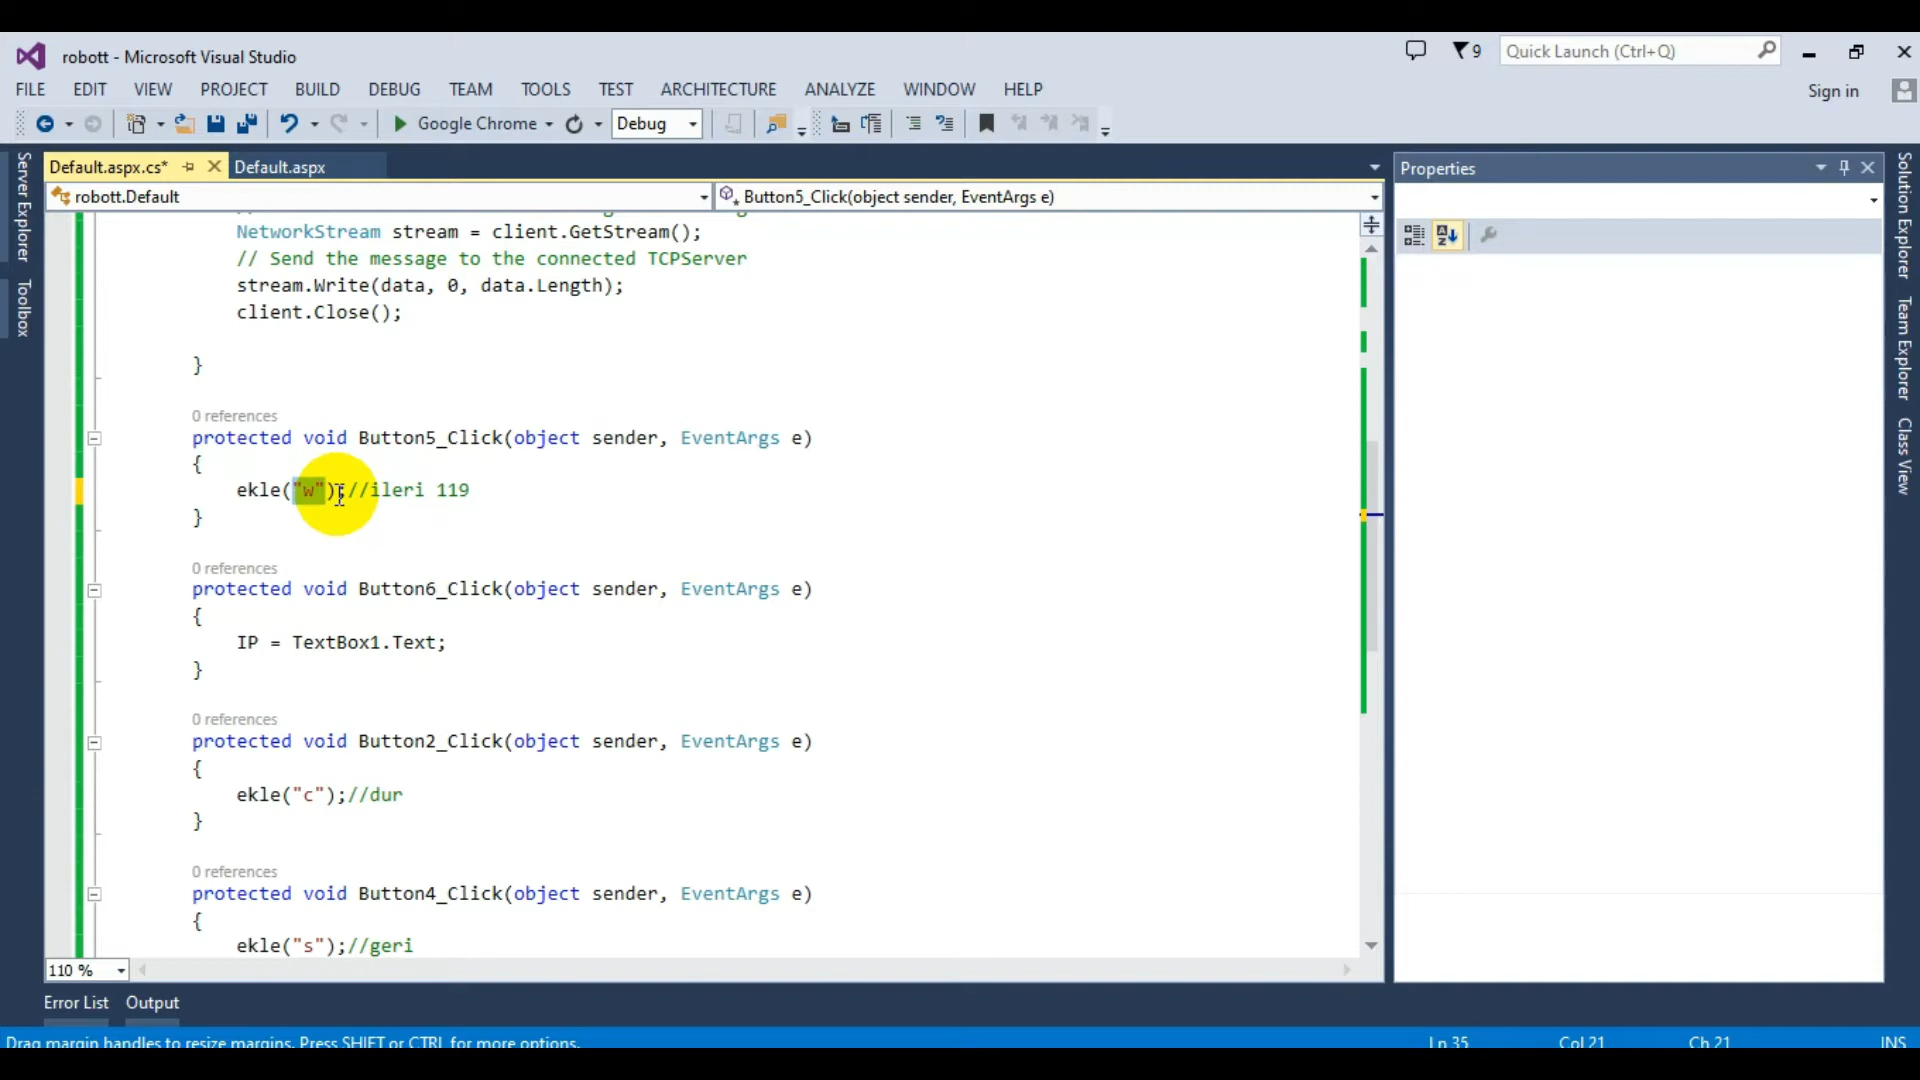 robott - Microsoft Visual Studio
9
Quick Launch (Ctrl+Q)
FILE EDIT VIEW PROJECT BUILD DEBUG TEAM TOOLS TEST ARCHITECTURE ANALYZE WINDOW HELP
Sign in
Google Chrome
Debug
Server Explorer
Toolbox
Default.aspx.cs*
Default.aspx
robott.Default
Button5_Click(object sender, EventArgs e)
NetworkStream stream = client.GetStream();
// Send the message to the connected TCPServer
stream.Write(data, 0, data.Length);
client.Close();
}
0 references
protected void Button5_Click(object sender, EventArgs e)
{
ekle("w");//ileri 119
}
0 references
protected void Button6_Click(object sender, EventArgs e)
{
IP = TextBox1.Text;
}
0 references
protected void Button2_Click(object sender, EventArgs e)
{
ekle("c");//dur
}
0 references
protected void Button4_Click(object sender, EventArgs e)
{
ekle("s");//geri
110 %
Properties
Solution Explorer
Team Explorer
Class View
Error List
Output
Drag margin handles to resize margins. Press SHIFT or CTRL for more options.
Ln 35
Col 21
Ch 21
INS